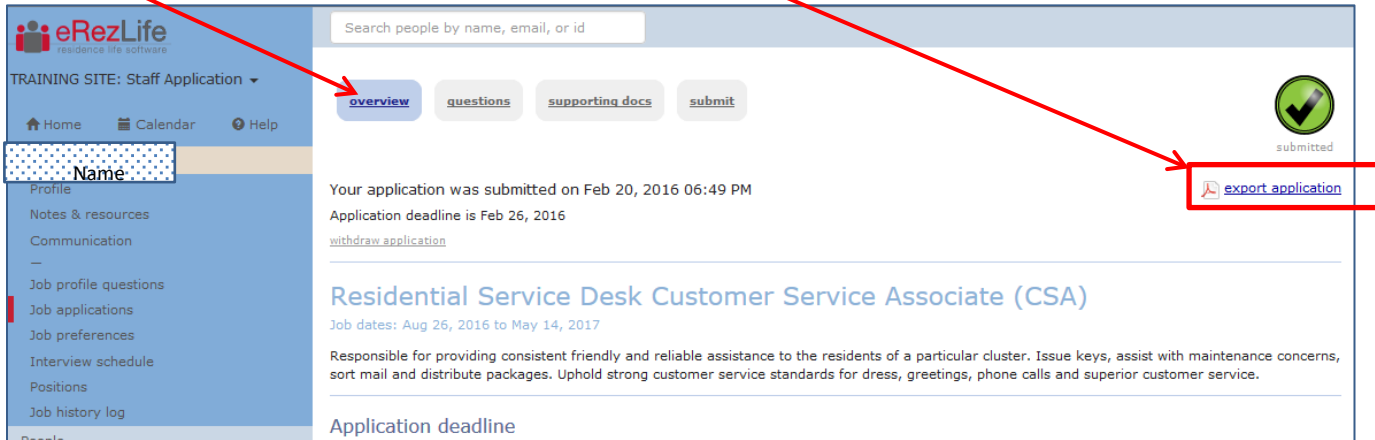 eRezLife
residence life software
Search people by name, email, or id
TRAINING SITE: Staff Application
Home Calendar Help
Name
Profile
Notes & resources
Communication
—
Job profile questions
Job applications
Job preferences
Interview schedule
Positions
Job history log
People
overview questions supporting docs submit
submitted
export application
Your application was submitted on Feb 20, 2016 06:49 PM
Application deadline is Feb 26, 2016
withdraw application
Residential Service Desk Customer Service Associate (CSA)
Job dates: Aug 26, 2016 to May 14, 2017
Responsible for providing consistent friendly and reliable assistance to the residents of a particular cluster. Issue keys, assist with maintenance concerns,
sort mail and distribute packages. Uphold strong customer service standards for dress, greetings, phone calls and superior customer service.
Application deadline